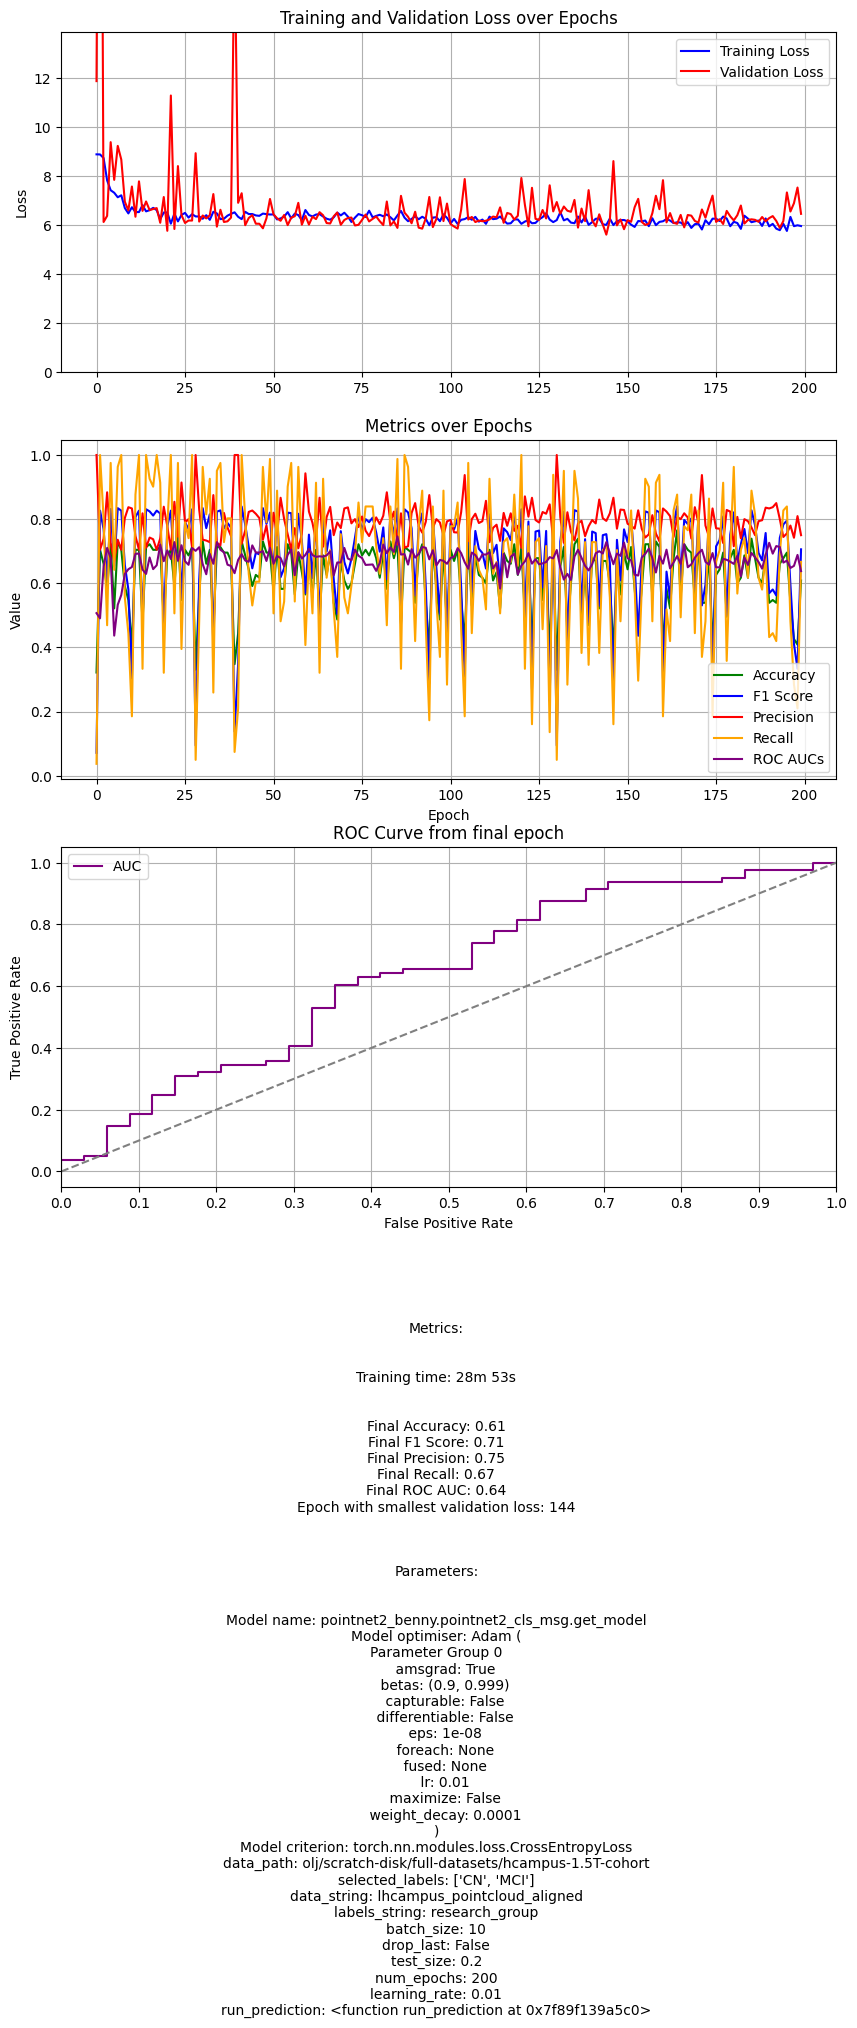 Training and Validation Loss over Epochs
Training Loss
Validation Loss
Loss
12
10
8
6
4
2
0
0 25 50 75 100 125 150 175 200
Metrics over Epochs
Value
1.0
0.8
0.6
0.4
0.2
0.0
Accuracy
F1 Score
Precision
Recall
ROC AUCs
0 25 50 75 100 125 150 175 200
Epoch
ROC Curve from final epoch
AUC
True Positive Rate
1.0
0.8
0.6
0.4
0.2
0.0
0.0 0.1 0.2 0.3 0.4 0.5 0.6 0.7 0.8 0.9 1.0
False Positive Rate
Metrics:
Training time: 28m 53s
Final Accuracy: 0.61
Final F1 Score: 0.71
Final Precision: 0.75
Final Recall: 0.67
Final ROC AUC: 0.64
Epoch with smallest validation loss: 144
Parameters:
Model name: pointnet2_benny.pointnet2_cls_msg.get_model
Model optimiser: Adam (
Parameter Group 0
amsgrad: True
betas: (0.9, 0.999)
capturable: False
differentiable: False
eps: 1e-08
foreach: None
fused: None
lr: 0.01
maximize: False
weight_decay: 0.0001
)
Model criterion: torch.nn.modules.loss.CrossEntropyLoss
data_path: olj/scratch-disk/full-datasets/hcampus-1.5T-cohort
selected_labels: ['CN', 'MCI']
data_string: lhcampus_pointcloud_aligned
labels_string: research_group
batch_size: 10
drop_last: False
test_size: 0.2
num_epochs: 200
learning_rate: 0.01
run_prediction: <function run_prediction at 0x7f89f139a5c0>